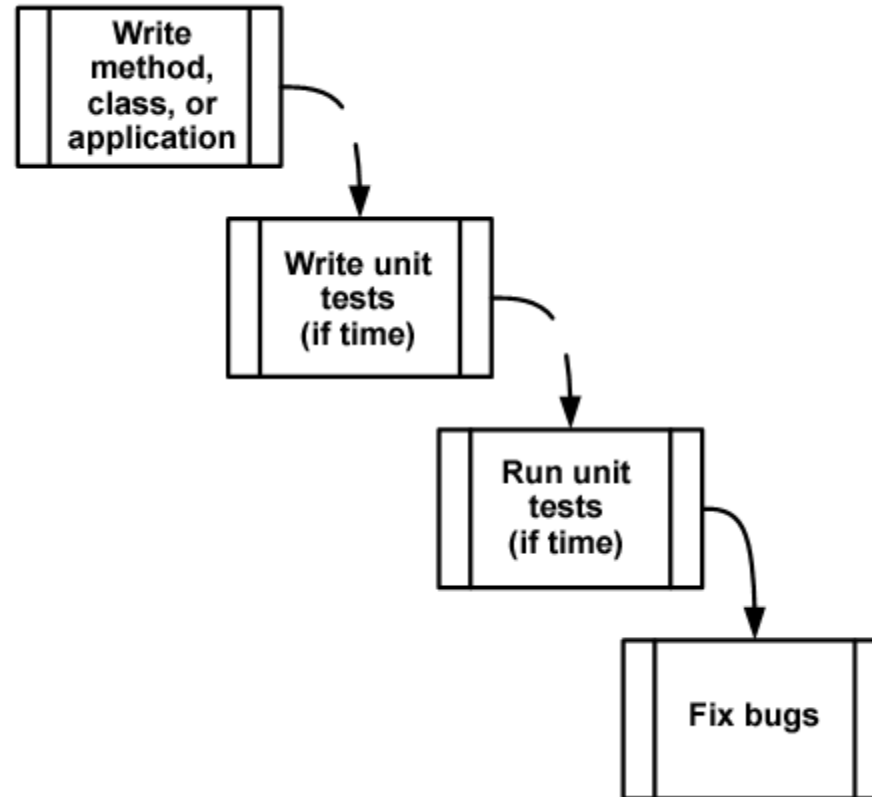 Write
method,
class, or
application
Write unit
tests
(if time)
Run unit
tests
(if time)
Fix bugs